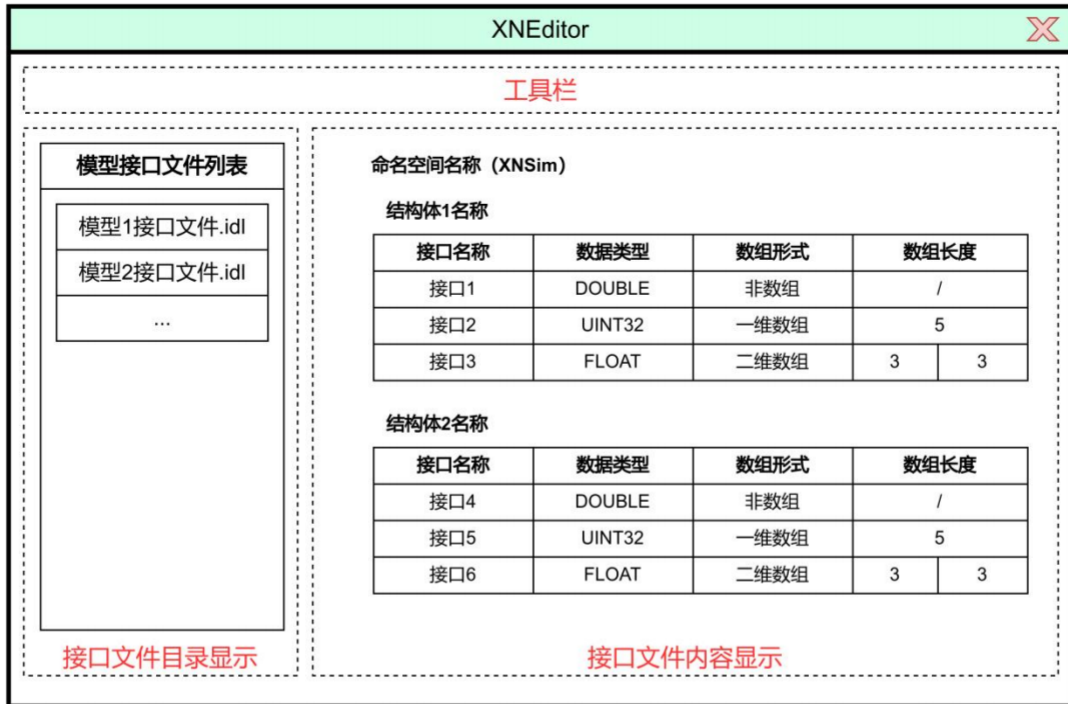 XNEditor
工具栏
模型接口文件列表
模型1接口文件.idl
模型2接口文件.idl
...
接口文件目录显示
命名空间名称（XNSim）
结构体1名称
接口名称 数据类型 数组形式 数组长度
接口1 DOUBLE 非数组 /
接口2 UINT32 一维数组 5
接口3 FLOAT 二维数组 3 3
结构体2名称
接口名称 数据类型 数组形式 数组长度
接口4 DOUBLE 非数组 /
接口5 UINT32 一维数组 5
接口6 FLOAT 二维数组 3 3
接口文件内容显示